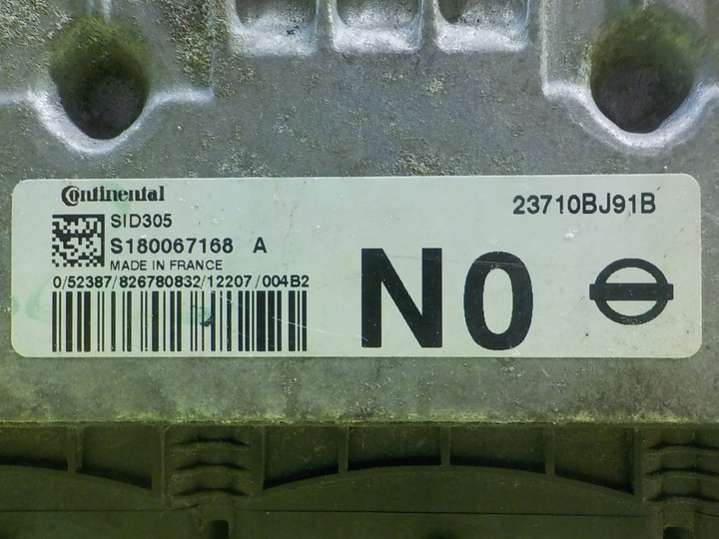 Continental
23710BJ91B
SID305
S180067168 A
MADE IN FRANCE
0/52387/826780832/12207/004B2
N0